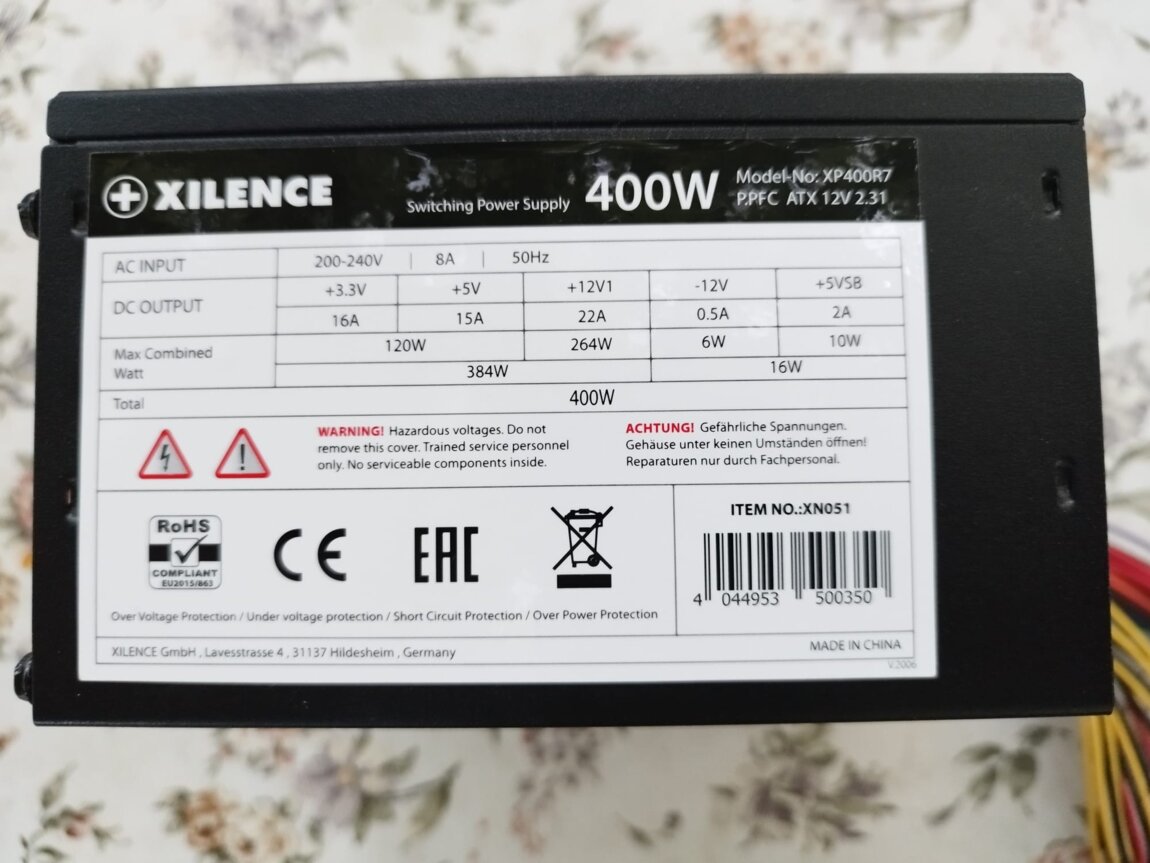 XILENCE Switching Power Supply 400W Model-No: XP400R7
P.PFC ATX 12V 2.31
AC INPUT 200-240V | 8A | 50Hz
DC OUTPUT +3.3V +5V +12V1 -12V +5VSB
16A 15A 22A 0.5A 2A
Max Combined Watt 120W 264W 6W 10W
384W 16W
Total 400W
WARNING! Hazardous voltages. Do not
remove this cover. Trained service personnel
only. No serviceable components inside.
ACHTUNG! Gefährliche Spannungen.
Gehäuse unter keinen Umständen öffnen!
Reparaturen nur durch Fachpersonal.
RoHS
COMPLIANT
EU2015/863
CE
EAC
ITEM NO.:XN051
4 044953 500350
Over Voltage Protection / Under voltage protection / Short Circuit Protection / Over Power Protection
XILENCE GmbH , Lavesstrasse 4 , 31137 Hildesheim , Germany
MADE IN CHINA
V.2006